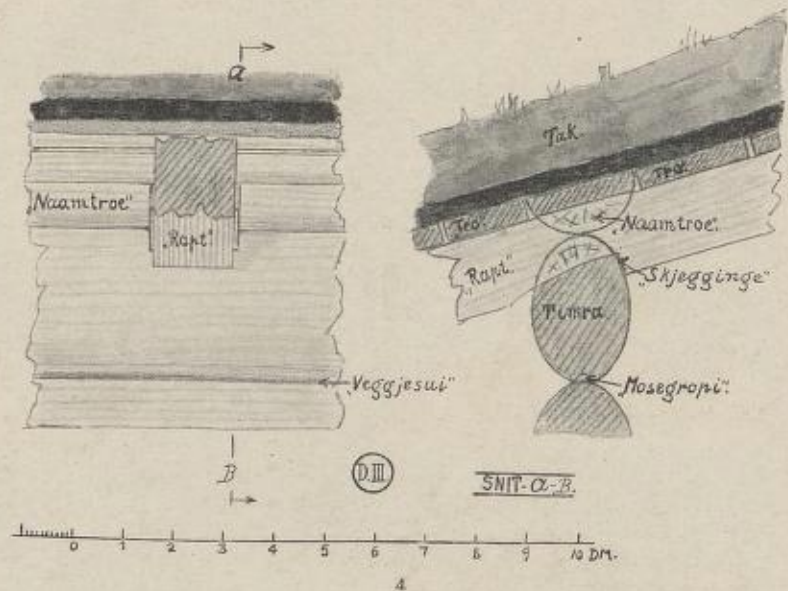 a
Naamtroe"
„Rapt"
„Veggjesui"
B
D.III
Tak
Tro.
Tro.
Naamtroe".
„Rapt".
„Skjegginge"
Timra.
„Mosegropi".
SNIT-a-B.
0 1 2 3 4 5 6 7 8 9 10 DM.
4